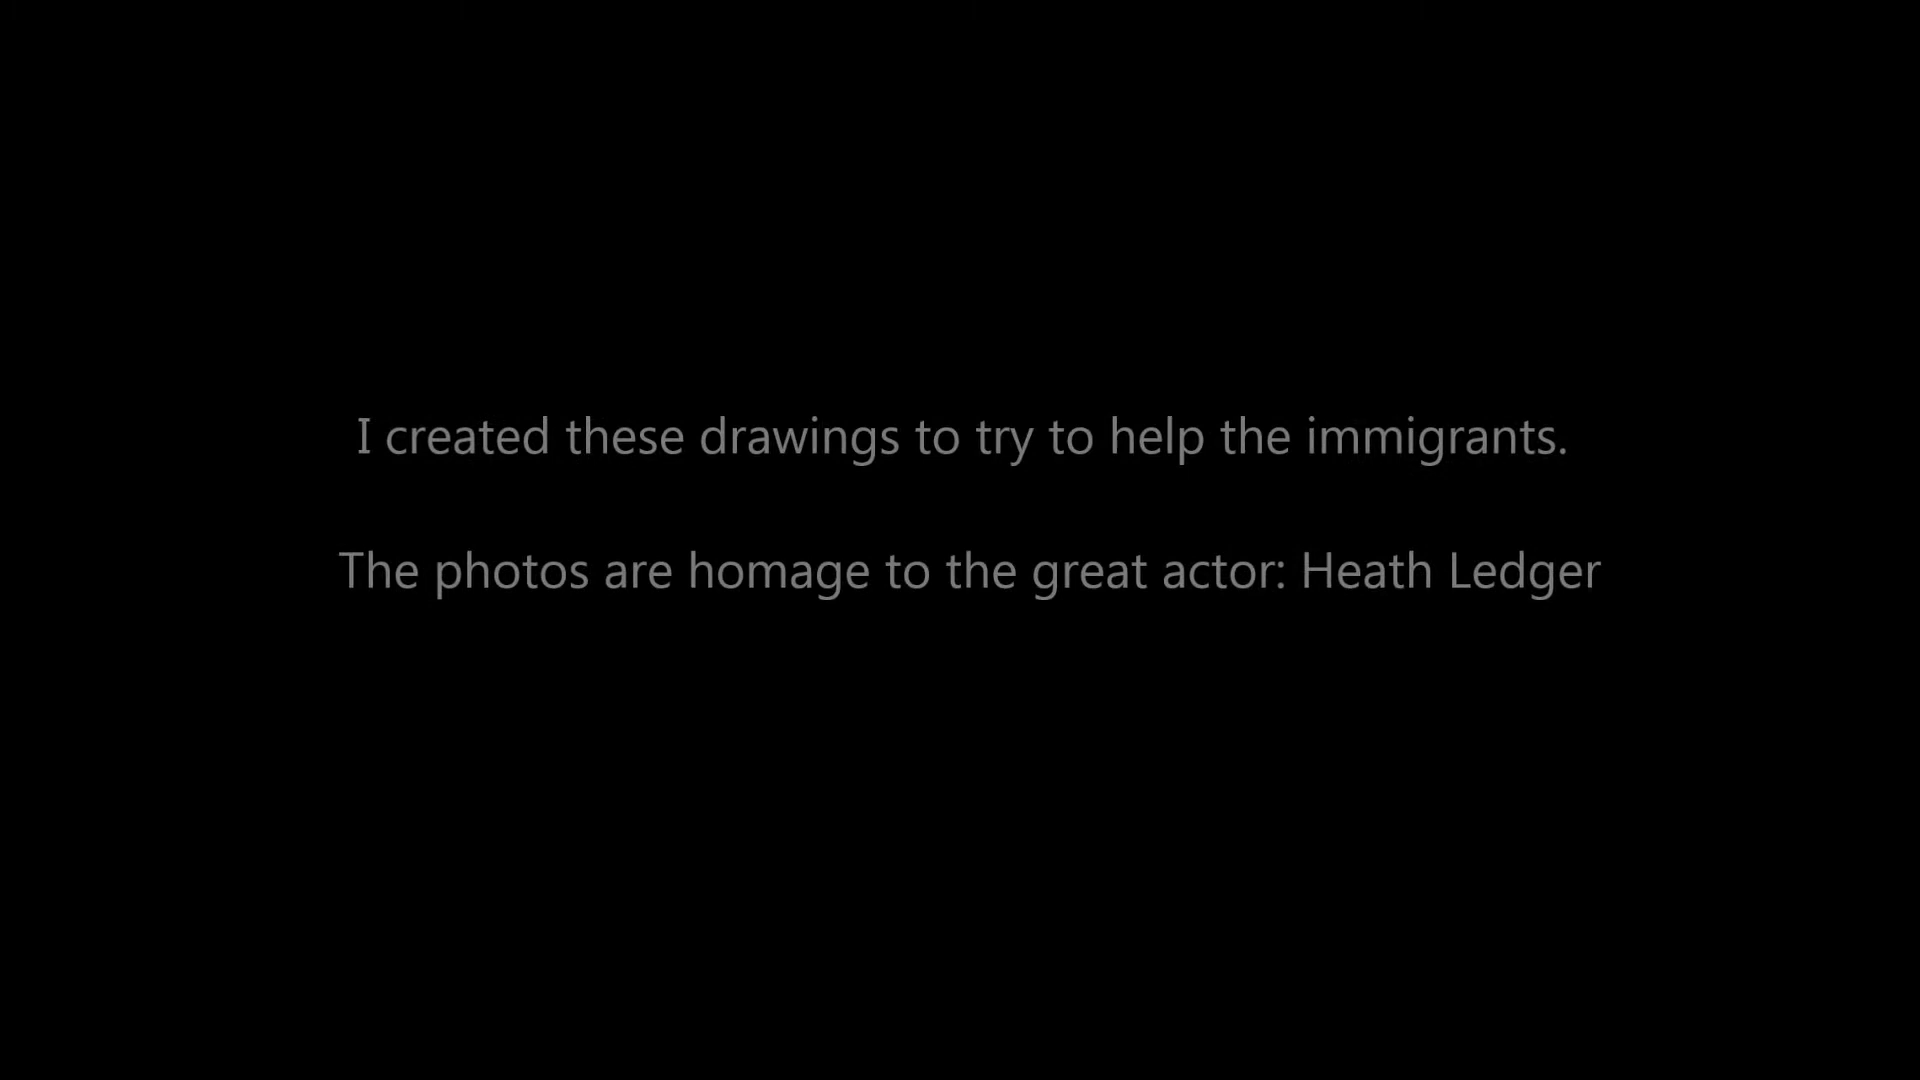 I created these drawings to try to help the immigrants.
The photos are homage to the great actor: Heath Ledger